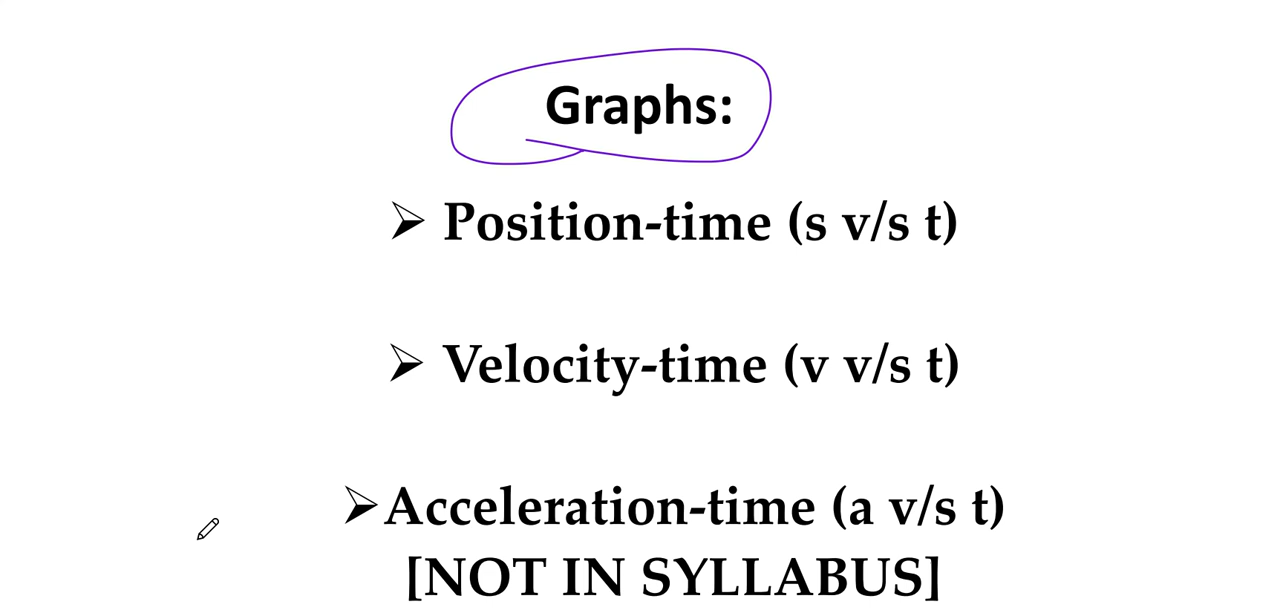 Graphs:
➢ Position-time (s v/s t)
➢ Velocity-time (v v/s t)
➢Acceleration-time (a v/s t)
[NOT IN SYLLABUS]